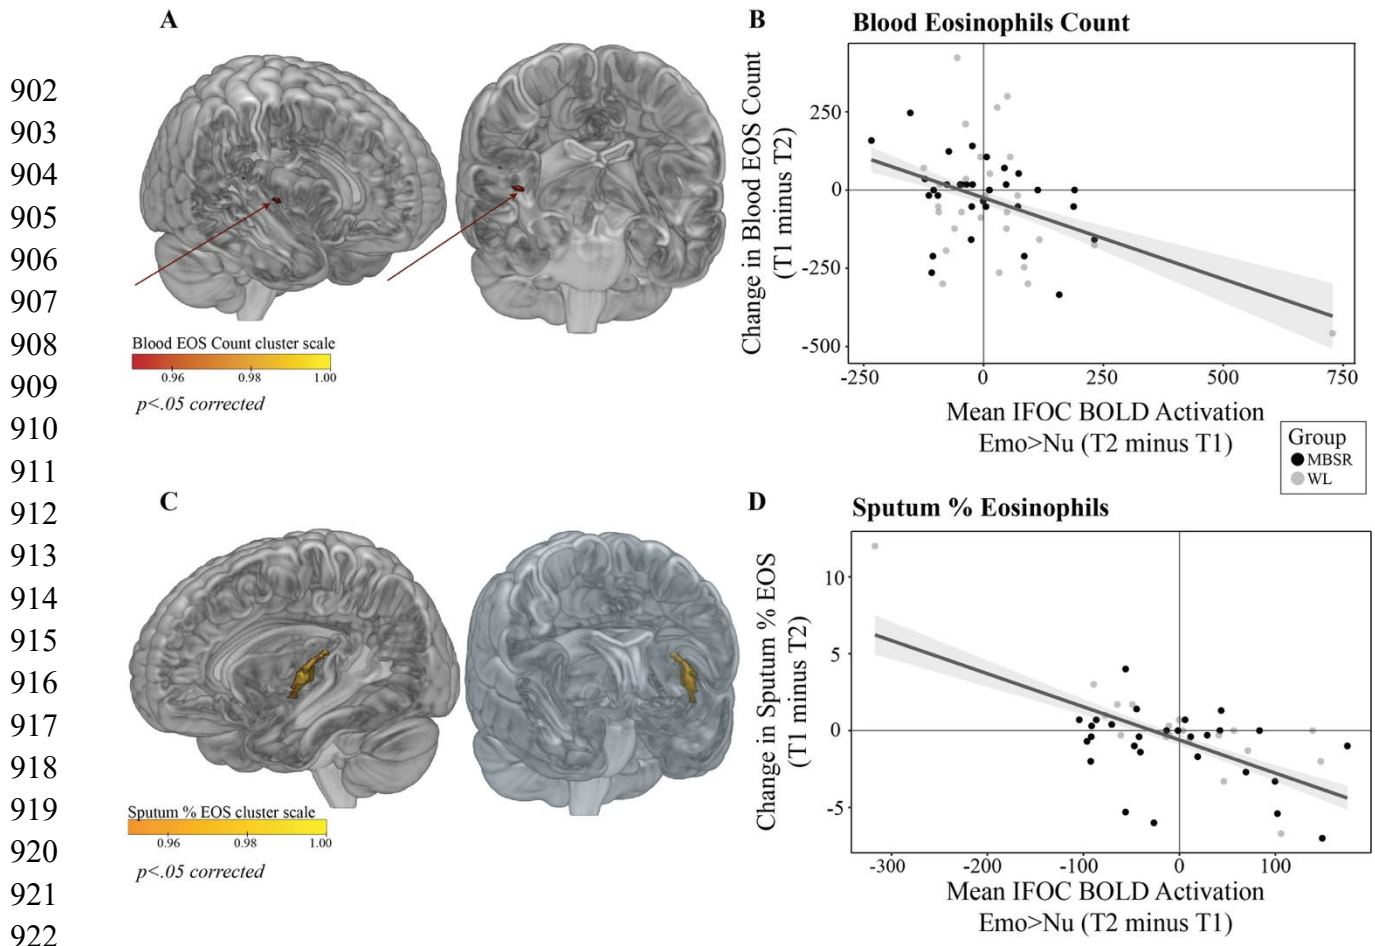 902
903
904
905
906
907
908
909
910
911
912
913
914
915
916
917
918
919
920
921
922
A
Blood EOS Count cluster scale
0.96 0.98 1.00
p<.05 corrected
B Blood Eosinophils Count
Change in Blood EOS Count
(T1 minus T2)
250
0
-250
-500
-250 0 250 500 750
Mean IFOC BOLD Activation
Emo>Nu (T2 minus T1)
Group
MBSR
WL
C
Sputum % EOS cluster scale
0.96 0.98 1.00
p<.05 corrected
D Sputum % Eosinophils
Change in Sputum % EOS
(T1 minus T2)
10
5
0
-5
-300 -200 -100 0 100
Mean IFOC BOLD Activation
Emo>Nu (T2 minus T1)